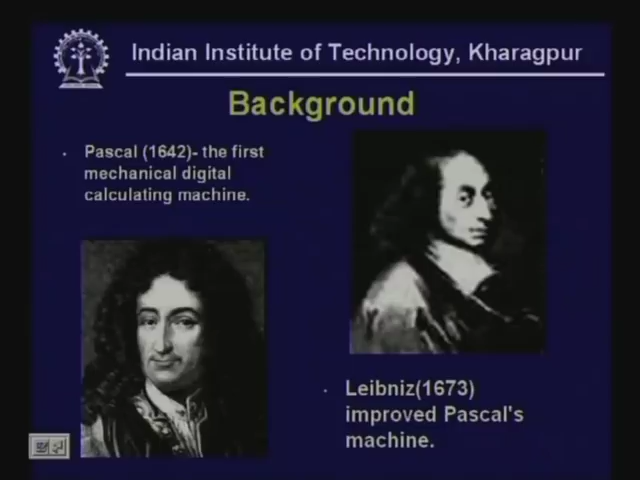 Indian Institute of Technology, Kharagpur
Background
Pascal (1642)- the first
mechanical digital
calculating machine.
Leibniz(1673)
improved Pascal's
machine.